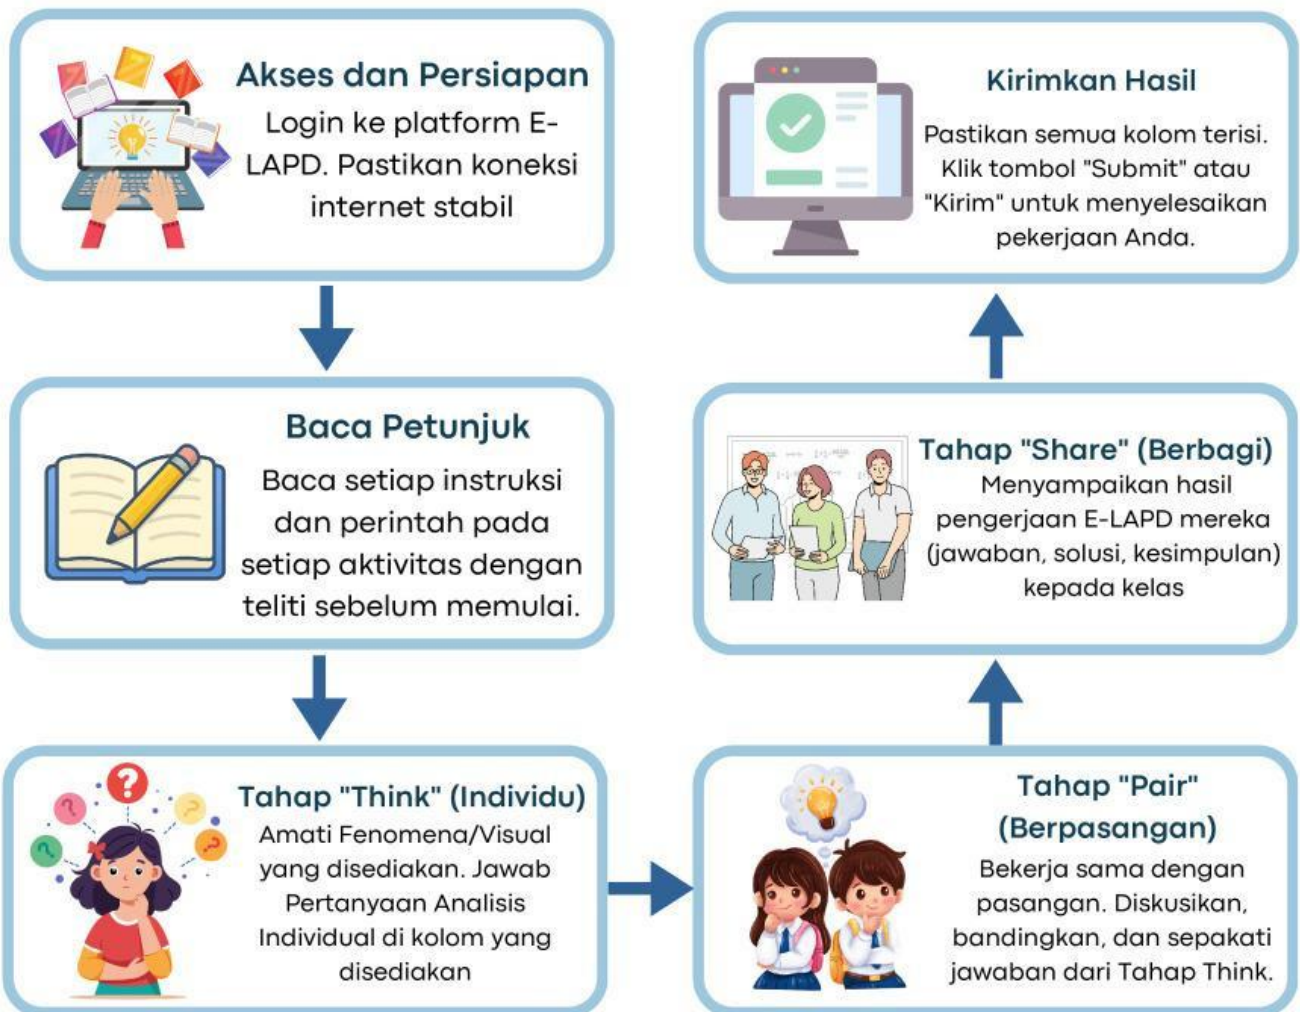 Akses dan Persiapan
Login ke platform E-
LAPD. Pastikan koneksi
internet stabil
Baca Petunjuk
Baca setiap instruksi
dan perintah pada
setiap aktivitas dengan
teliti sebelum memulai.
Tahap "Think" (Individu)
Amati Fenomena/Visual
yang disediakan. Jawab
Pertanyaan Analisis
Individual di kolom yang
disediakan
Tahap "Pair"
(Berpasangan)
Bekerja sama dengan
pasangan. Diskusikan,
bandingkan, dan sepakati
jawaban dari Tahap Think.
Tahap "Share" (Berbagi)
Menyampaikan hasil
pengerjaan E-LAPD mereka
(jawaban, solusi, kesimpulan)
kepada kelas
Kirimkan Hasil
Pastikan semua kolom terisi.
Klik tombol "Submit" atau
"Kirim" untuk menyelesaikan
pekerjaan Anda.